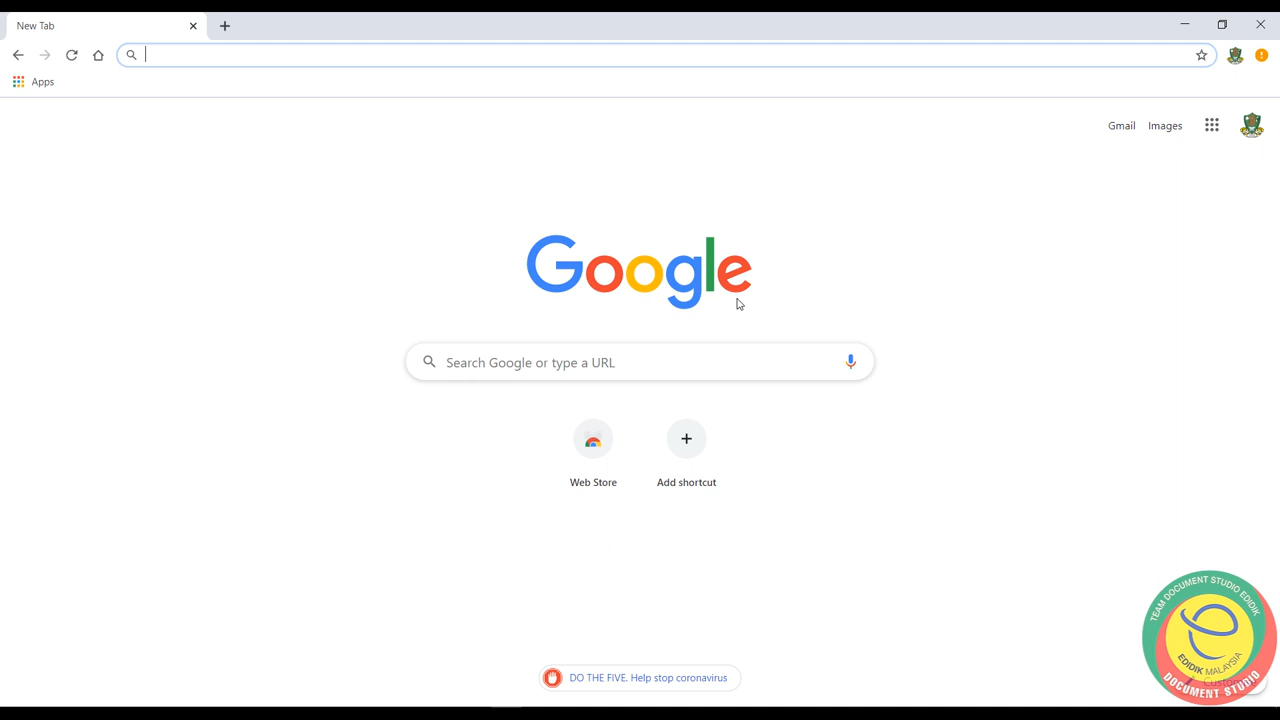 New Tab
Apps
Gmail Images
Google
Search Google or type a URL
Web Store Add shortcut
DO THE FIVE. Help stop coronavirus
TEAM DOCUMENT STUDIO EDIDIK
EDIDIK MALAYSIA
DOCUMENT STUDIO